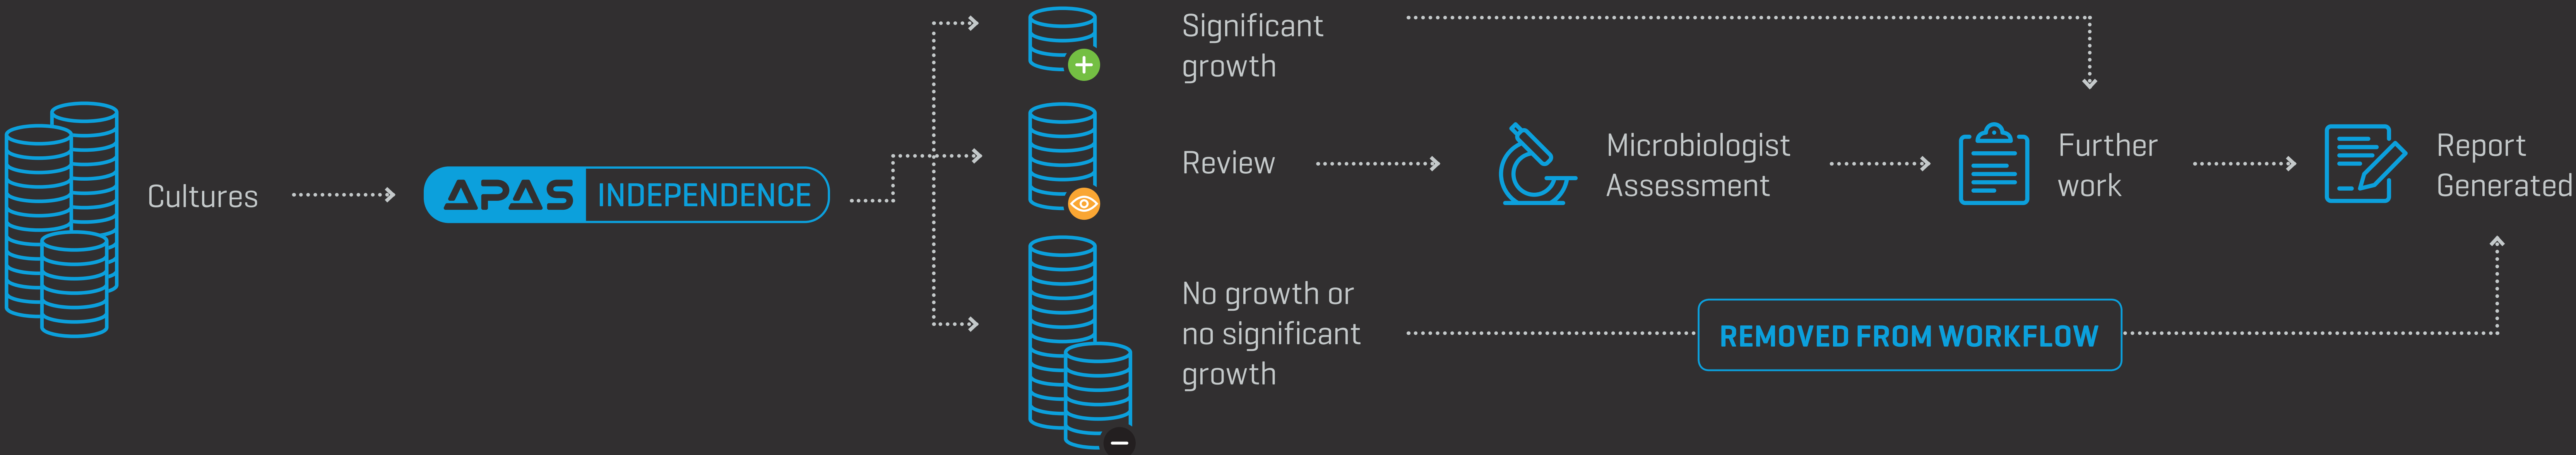 Cultures
APAS INDEPENDENCE
Significant
growth
Review
No growth or
no significant
growth
Microbiologist
Assessment
Further
work
Report
Generated
REMOVED FROM WORKFLOW